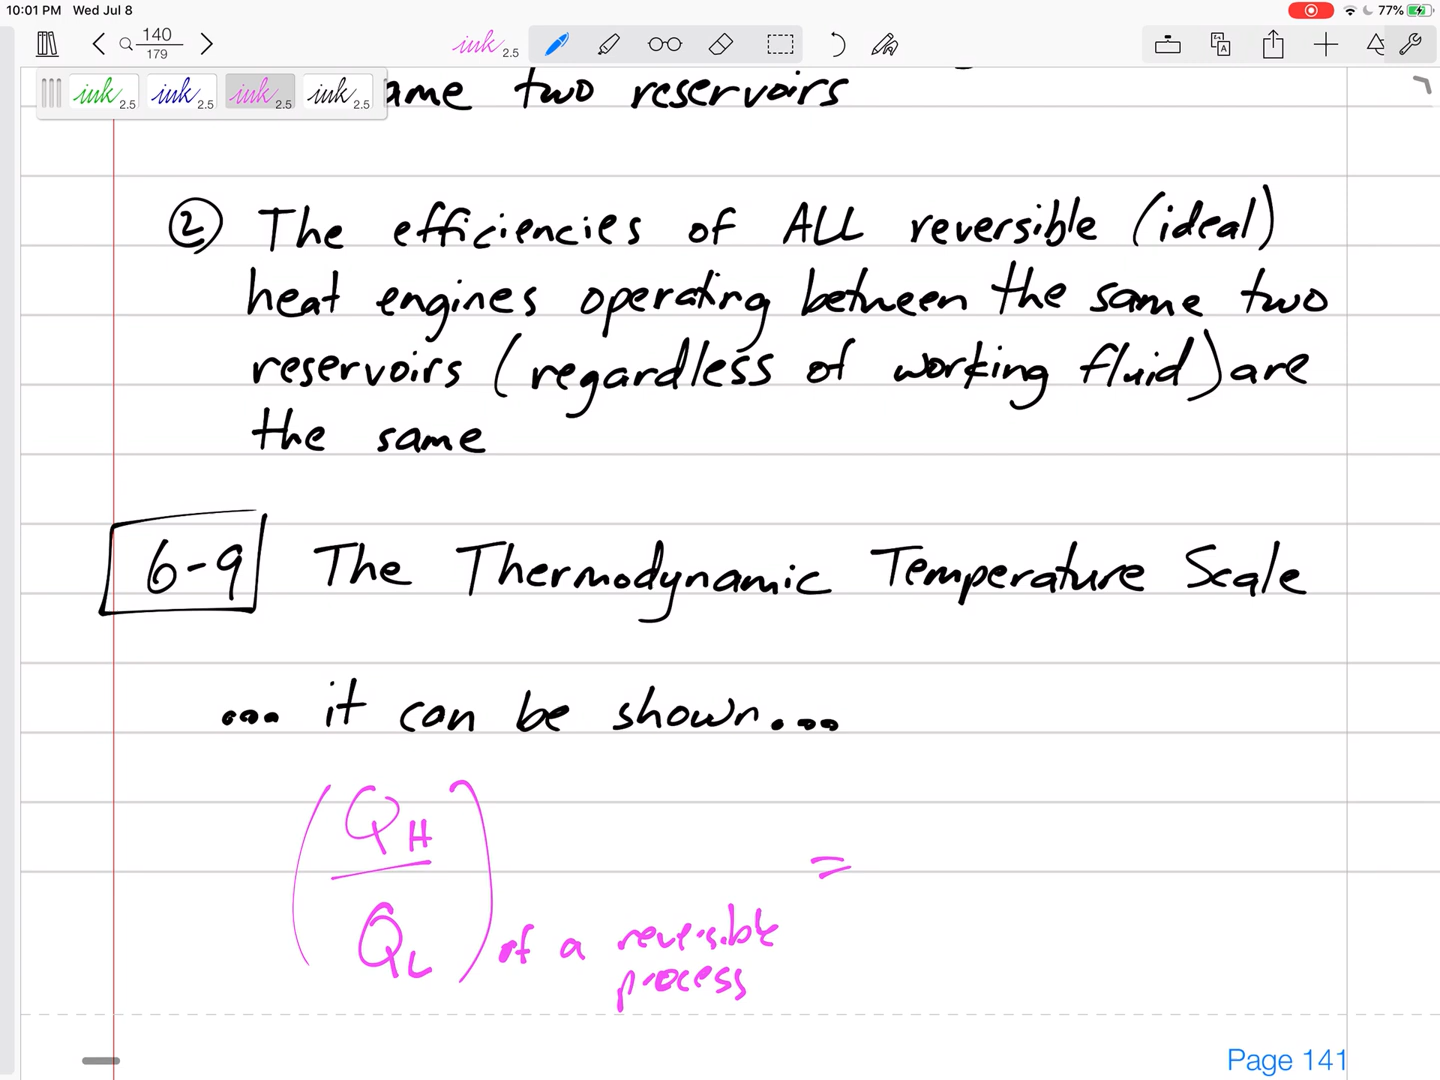 10:01 PM Wed Jul 8
77%
140
179
ink 2.5
ink 2.5
ink 2.5
ink 2.5
ink 2.5
ame two reservoirs
② The efficiencies of ALL reversible (ideal)
heat engines operating between the same two
reservoirs (regardless of working fluid) are
the same
6-9 The Thermodynamic Temperature Scale
... it can be shown...
(QH / QL) of a reversible process =
Page 141